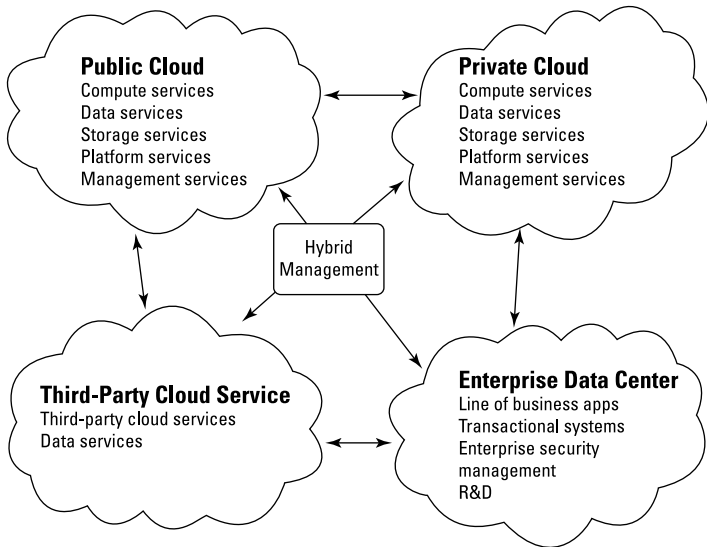 Public Cloud
Compute services
Data services
Storage services
Platform services
Management services
Private Cloud
Compute services
Data services
Storage services
Platform services
Management services
Hybrid
Management
Third-Party Cloud Service
Third-party cloud services
Data services
Enterprise Data Center
Line of business apps
Transactional systems
Enterprise security
management
R&D